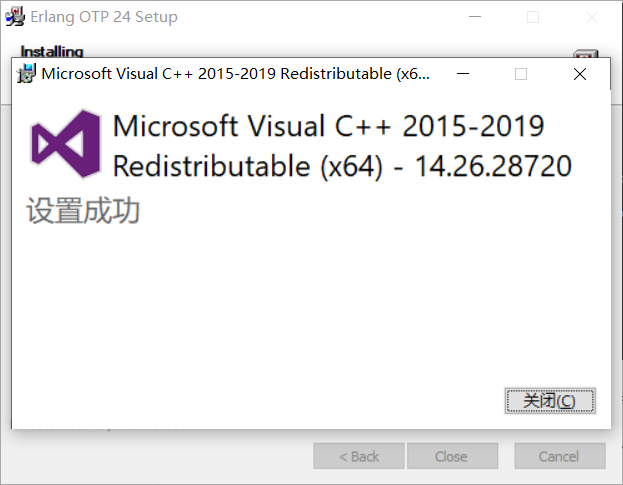 Erlang OTP 24 Setup
Installing
Microsoft Visual C++ 2015-2019 Redistributable (x6...
Microsoft Visual C++ 2015-2019
Redistributable (x64) - 14.26.28720
设置成功
关闭(C)
< Back
Close
Cancel